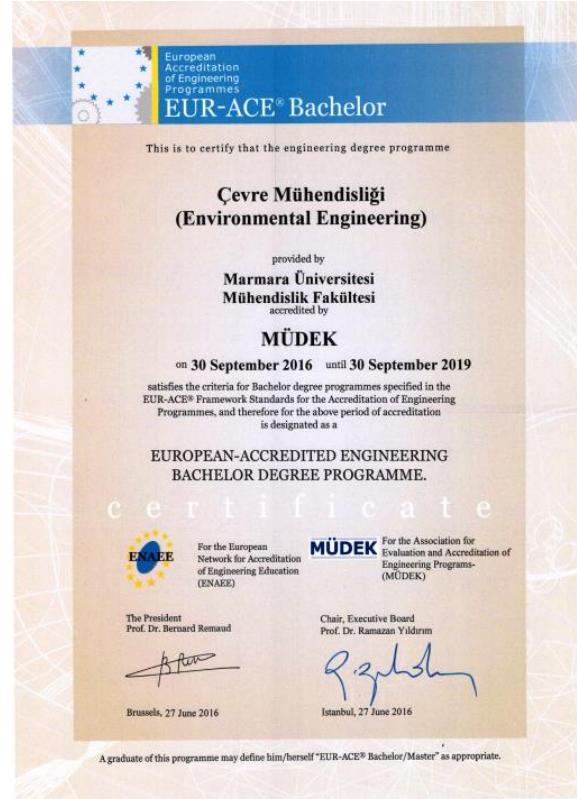 European
Accreditation
of Engineering
Programmes
EUR-ACE® Bachelor
This is to certify that the engineering degree programme
Çevre Mühendisliği
(Environmental Engineering)
provided by
Marmara Üniversitesi
Mühendislik Fakültesi
accredited by
MÜDEK
on 30 September 2016 until 30 September 2019
satisfies the criteria for Bachelor degree programmes specified in the
EUR-ACE® Framework Standards for the Accreditation of Engineering
Programmes, and therefore for the above period of accreditation
is designated as a
EUROPEAN-ACCREDITED ENGINEERING
BACHELOR DEGREE PROGRAMME.
certificate
ENAEE
For the European
Network for Accreditation
of Engineering Education
(ENAEE)
MÜDEK
For the Association for
Evaluation and Accreditation of
Engineering Programs-
(MÜDEK)
The President
Prof. Dr. Bernard Remaud
Chair, Executive Board
Prof. Dr. Ramazan Yıldırım
Brussels, 27 June 2016
Istanbul, 27 June 2016
A graduate of this programme may define him/herself "EUR-ACE® Bachelor/Master" as appropriate.